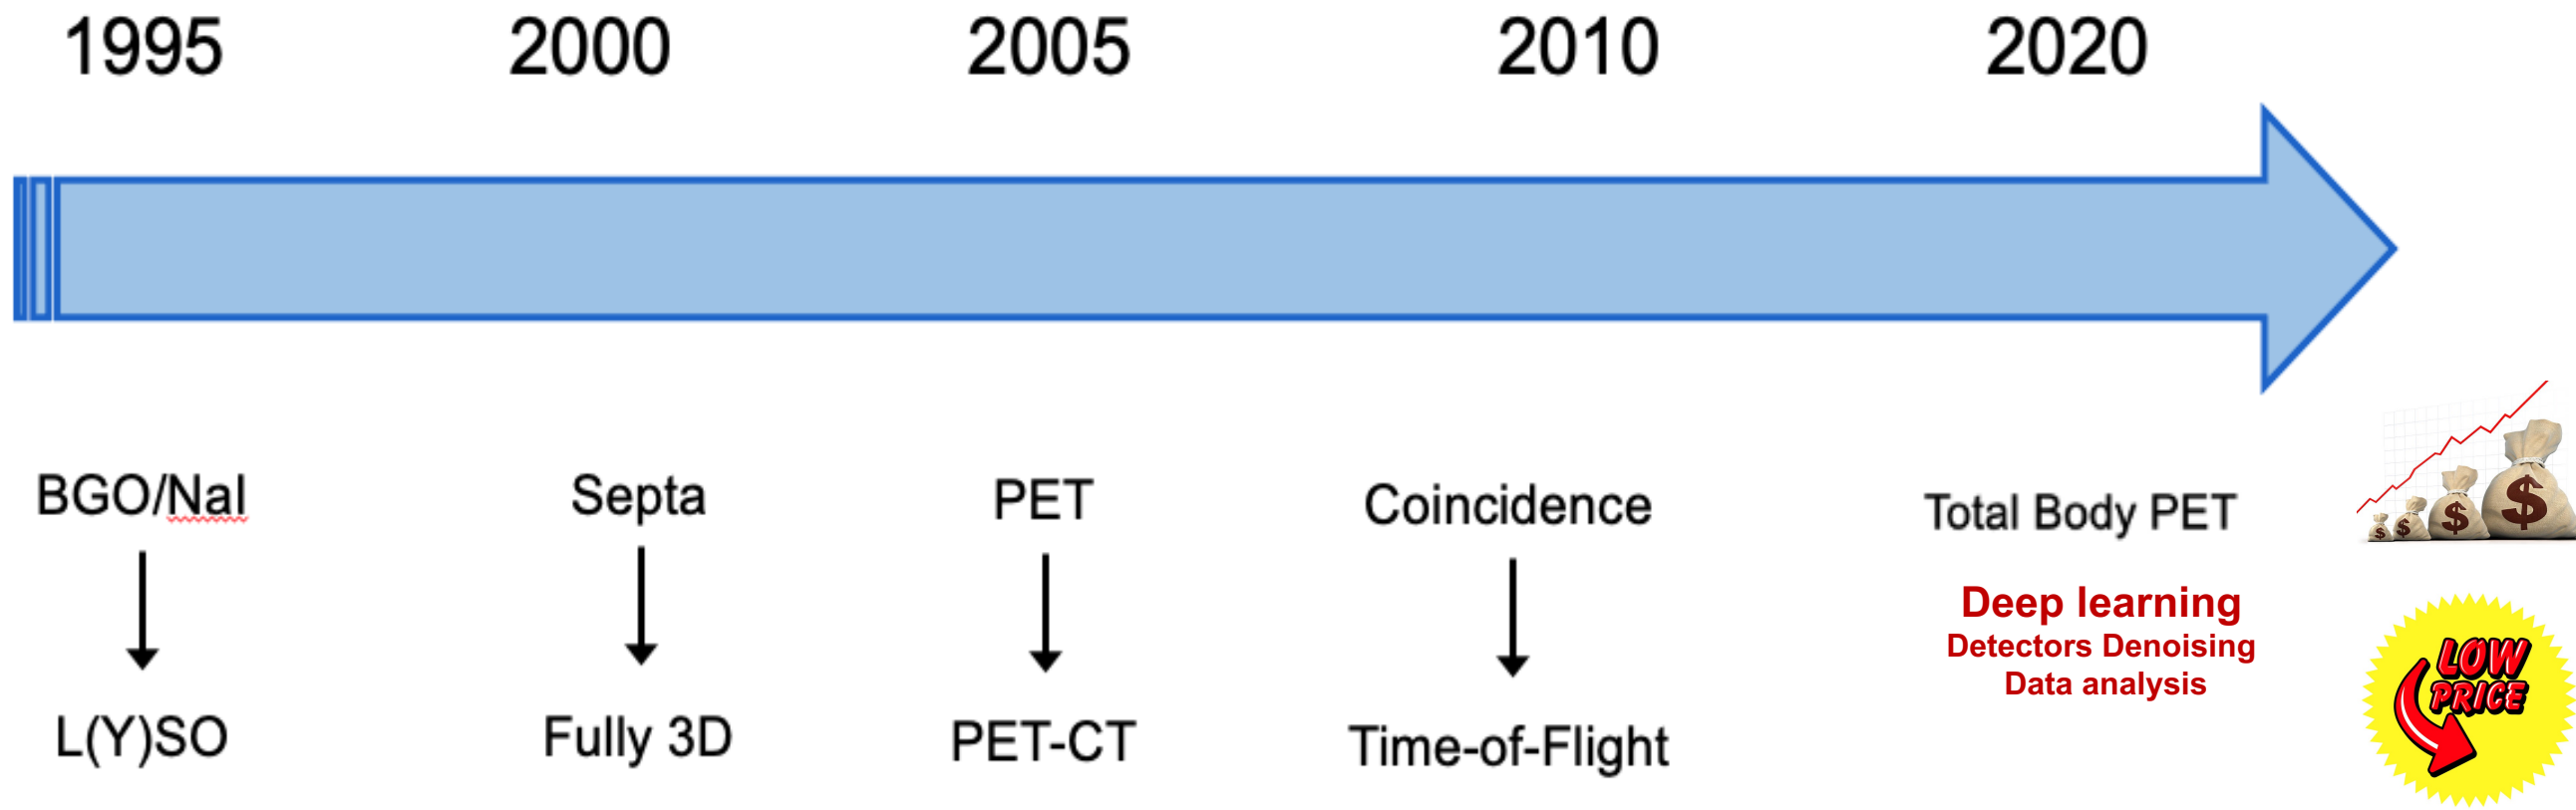 1995 2000 2005 2010 2020
BGO/NaI Septa PET Coincidence Total Body PET
$ $ $ $
Deep learning
Detectors Denoising
Data analysis
LOW
PRICE
L(Y)SO Fully 3D PET-CT Time-of-Flight